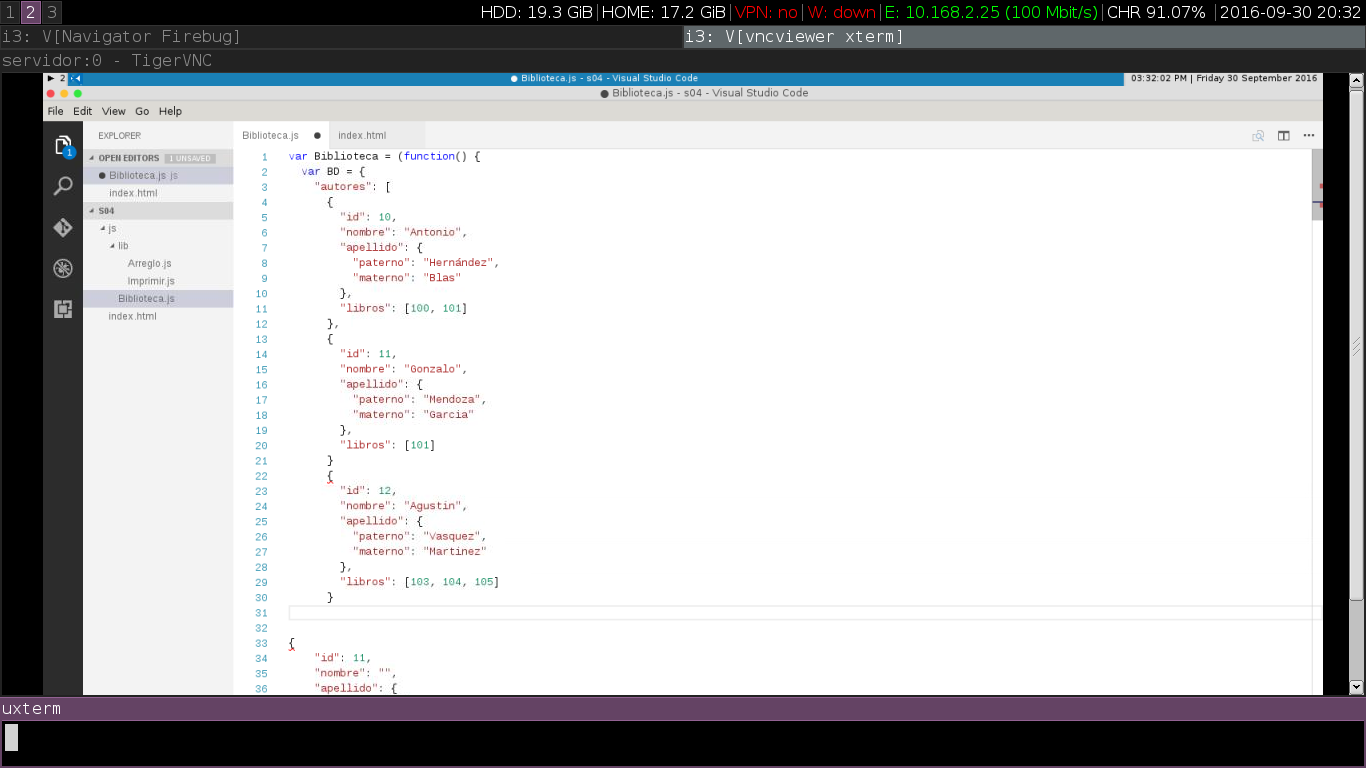 1 2 3 HDD: 19.3 GiB|HOME: 17.2 GiB|VPN: no|W: down|E: 10.168.2.25 (100 Mbit/s)|CHR 91.07% |2016-09-30 20:32
i3: V[Navigator Firebug] i3: V[vncviewer xterm]
servidor:0 - TigerVNC
2 Biblioteca.js - s04 - Visual Studio Code 03:32:02 PM | Friday 30 September 2016
Biblioteca.js - s04 - Visual Studio Code
File Edit View Go Help
1
EXPLORER
OPEN EDITORS 1 UNSAVED
Biblioteca.js js
index.html
S04
js
lib
Arreglo.js
Imprimir.js
Biblioteca.js
index.html
Biblioteca.js index.html
1 var Biblioteca = (function() {
2 var BD = {
3 "autores": [
4 {
5 "id": 10,
6 "nombre": "Antonio",
7 "apellido": {
8 "paterno": "Hernández",
9 "materno": "Blas"
10 },
11 "libros": [100, 101]
12 },
13 {
14 "id": 11,
15 "nombre": "Gonzalo",
16 "apellido": {
17 "paterno": "Mendoza",
18 "materno": "Garcia"
19 },
20 "libros": [101]
21 }
22 {
23 "id": 12,
24 "nombre": "Agustin",
25 "apellido": {
26 "paterno": "Vasquez",
27 "materno": "Martinez"
28 },
29 "libros": [103, 104, 105]
30 }
31
32
33 {
34 "id": 11,
35 "nombre": "",
36 "apellido": {
uxterm